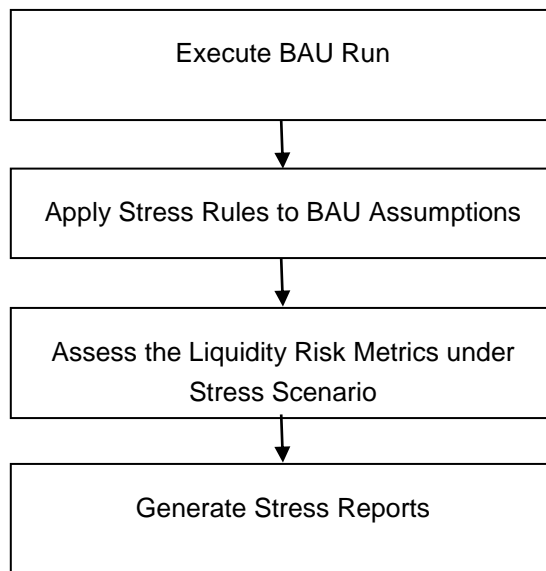 Execute BAU Run
Apply Stress Rules to BAU Assumptions
Assess the Liquidity Risk Metrics under
Stress Scenario
Generate Stress Reports